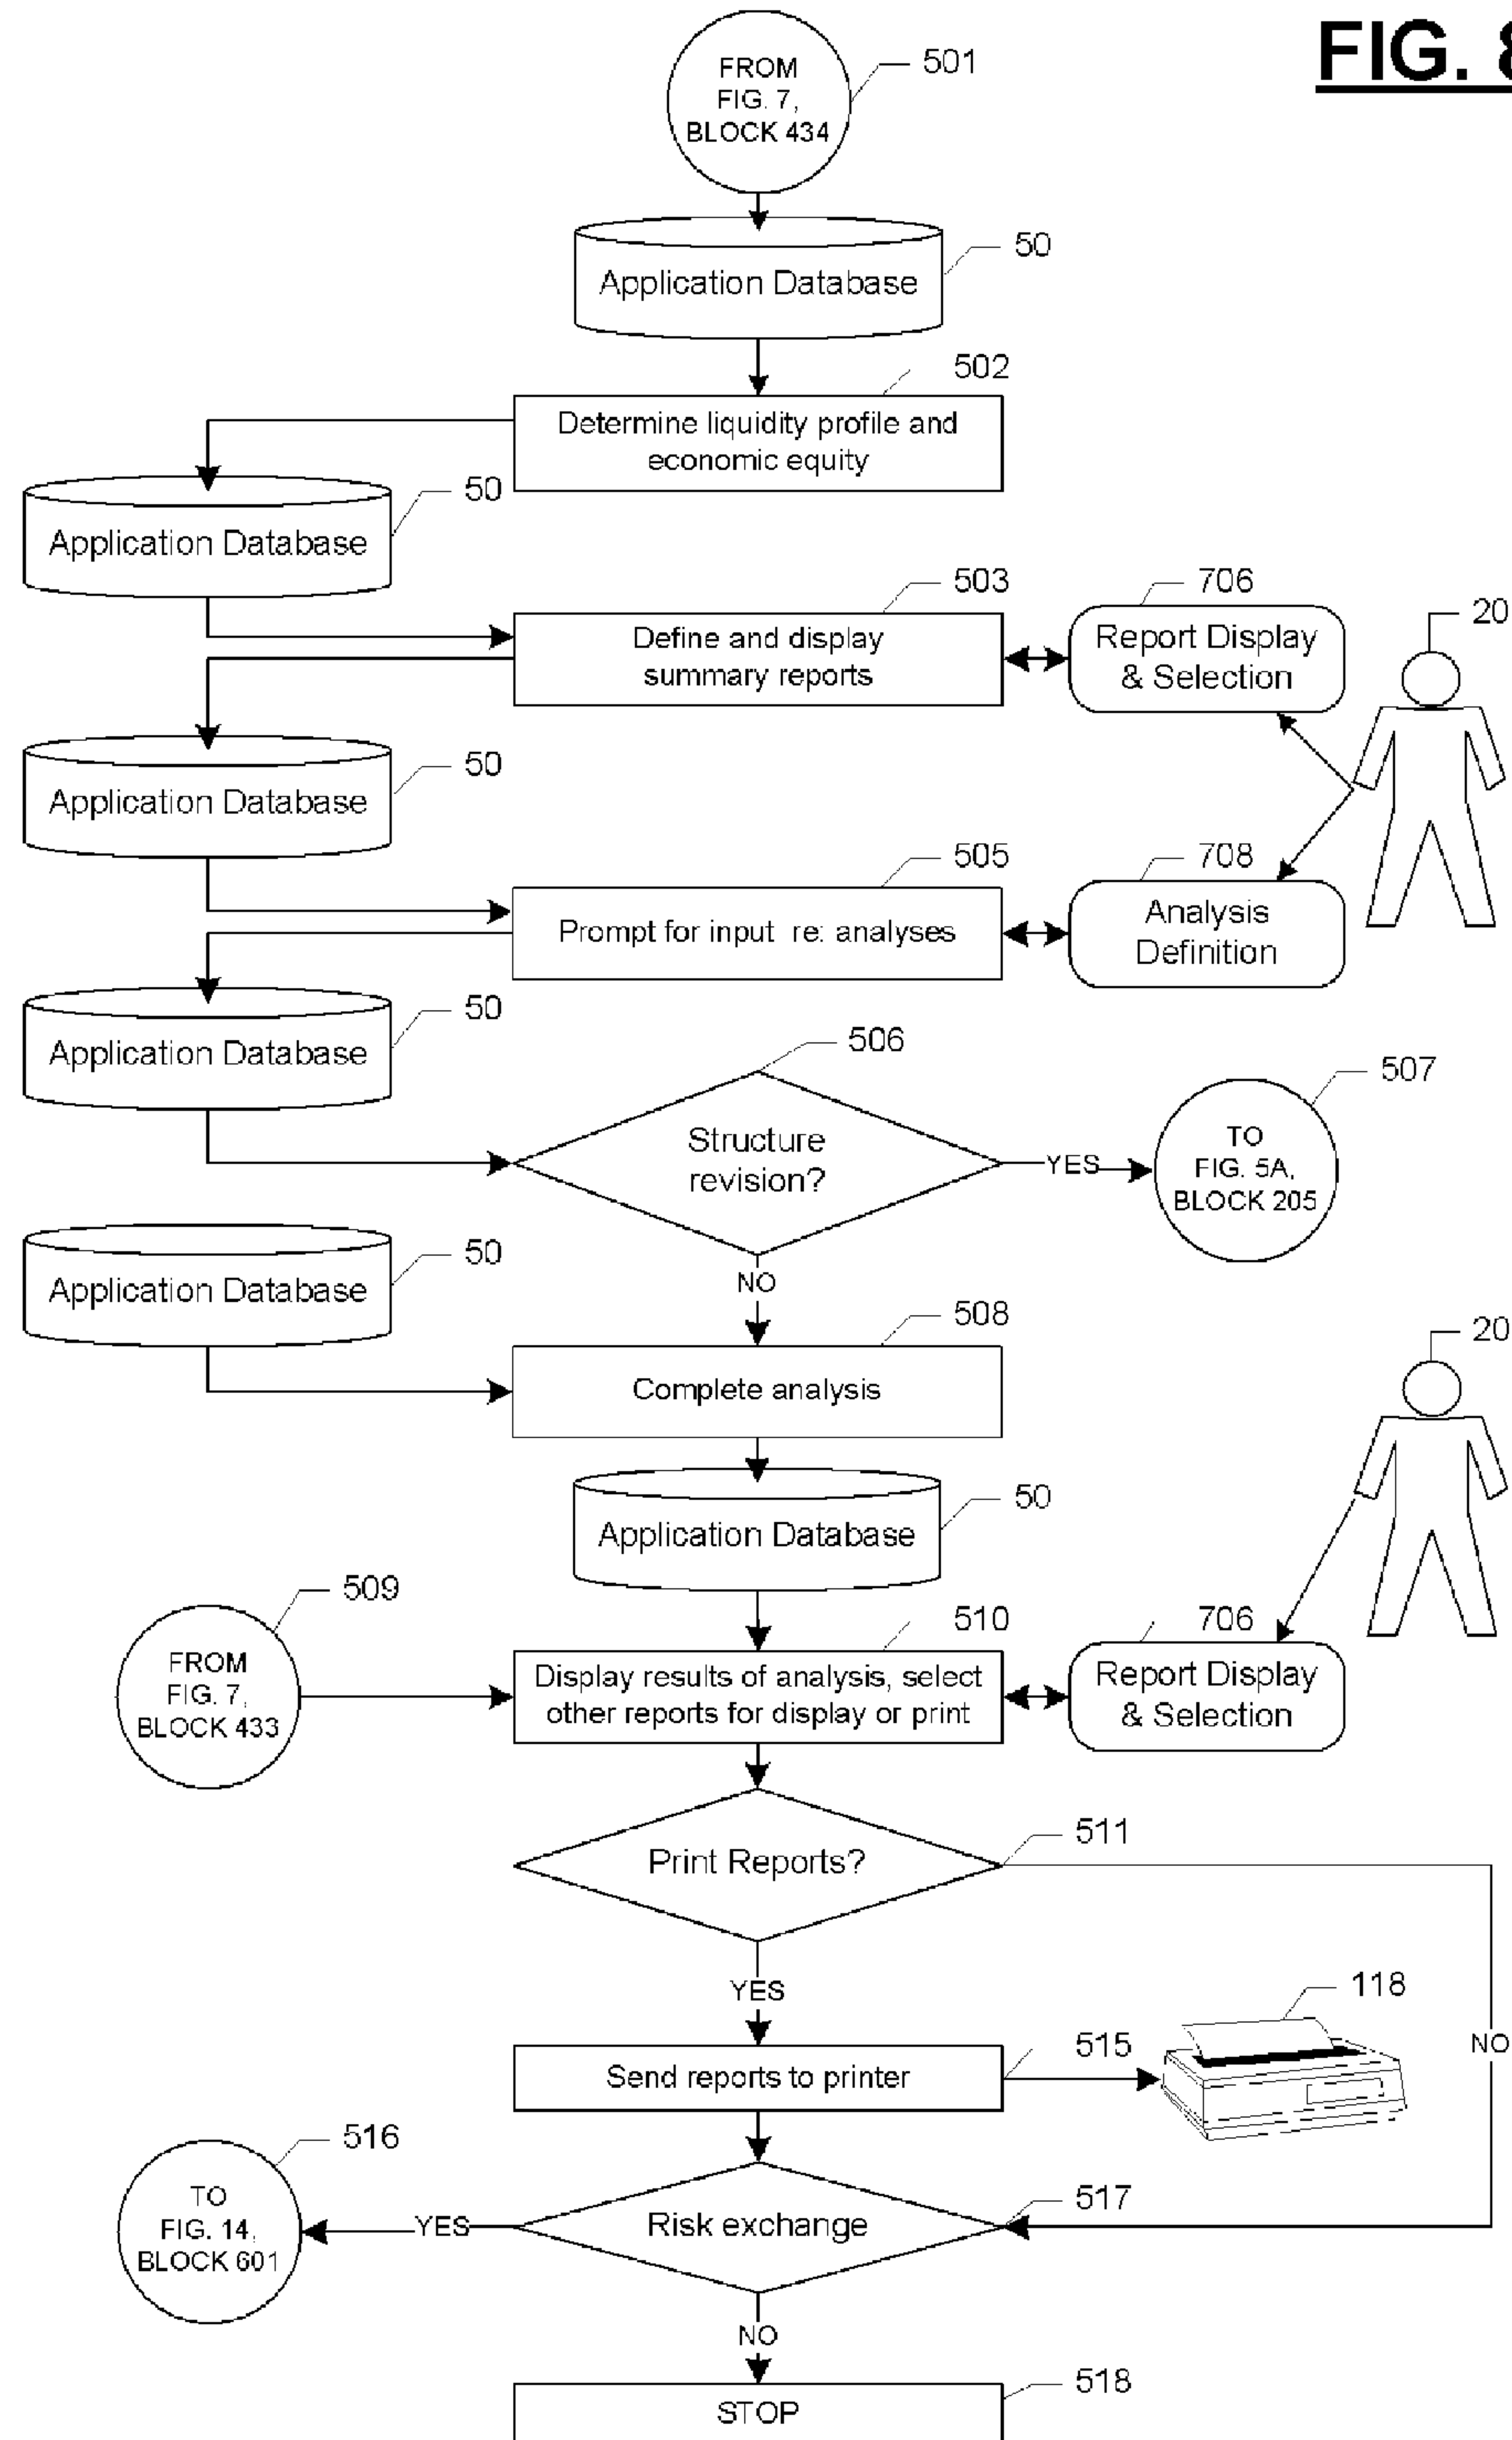 FIG. 8
FROM
FIG. 7,
BLOCK 434
501
Application Database
50
502
Determine liquidity profile and
economic equity
Application Database
50
503
Define and display
summary reports
706
Report Display
& Selection
20
Application Database
50
505
Prompt for input re: analyses
708
Analysis
Definition
Application Database
50
506
Structure
revision?
YES
507
TO
FIG. 5A,
BLOCK 205
NO
Application Database
50
508
Complete analysis
20
Application Database
50
509
FROM
FIG. 7,
BLOCK 433
510
Display results of analysis, select
other reports for display or print
706
Report Display
& Selection
511
Print Reports?
YES
NO
515
Send reports to printer
118
516
TO
FIG. 14,
BLOCK 601
YES
517
Risk exchange
NO
518
STOP